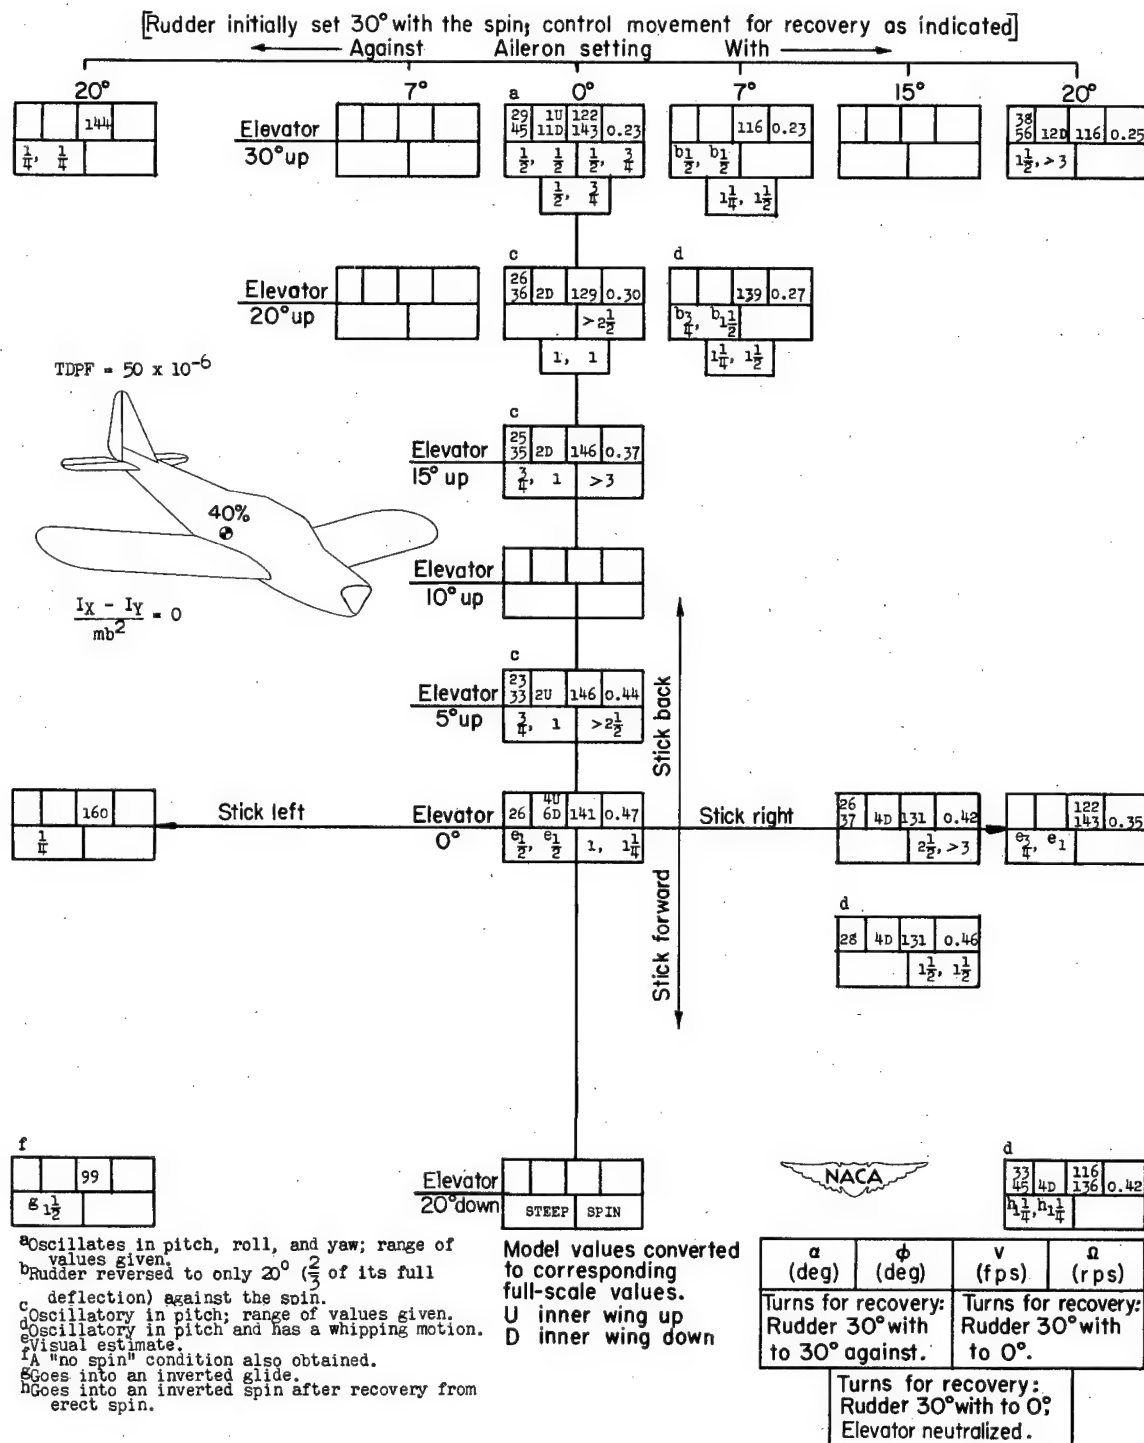 [Rudder initially set 30° with the spin; control movement for recovery as indicated]
Against Aileron setting With
20° 7° 0° 7° 15° 20°
a
144
1/4, 1/4
Elevator
30° up
29 45 1U 11D 122 143 0.23
1/2, 1/2 1/2, 3/4
1/2, 3/4
116 0.23
b1/2, b1/2
1 1/4, 1 1/2
38 56 12D 116 0.25
1 1/2, >3
Elevator
20° up
c
26 36 2D 129 0.30
>2 1/2
1, 1
d
139 0.27
b3/4, b1 1/2
1 1/4, 1 1/2
TDPF = 50 x 10^-6
40%
IX - IY
mb^2
= 0
c
Elevator
15° up
25 35 2D 146 0.37
3/4, 1 >3
Elevator
10° up
c
Elevator
5° up
23 33 2U 146 0.44
3/4, 1 >2 1/2
Stick back
160
1/4
Stick left
Elevator
0°
26 4U 6D 141 0.47
e1/2, e1/2 1, 1 1/4
Stick right
26 37 4D 131 0.42
2 1/2, >3
122 143 0.35
e3/4, e1
Stick forward
d
28 4D 131 0.46
1 1/2, 1 1/2
f
99
g 1 1/2
Elevator
20° down
STEEP SPIN
NACA
d
33 45 4D 116 136 0.42
h1 1/4, h1 1/4
aOscillates in pitch, roll, and yaw; range of
values given.
bRudder reversed to only 20° (2/3 of its full
deflection) against the spin.
cOscillatory in pitch; range of values given.
dOscillatory in pitch and has a whipping motion.
eVisual estimate.
fA "no spin" condition also obtained.
gGoes into an inverted glide.
hGoes into an inverted spin after recovery from
erect spin.
Model values converted
to corresponding
full-scale values.
U inner wing up
D inner wing down
α (deg) ϕ (deg) V (fps) Ω (rps)
Turns for recovery:
Rudder 30° with
to 30° against.
Turns for recovery:
Rudder 30° with
to 0°.
Turns for recovery:
Rudder 30° with to 0°,
Elevator neutralized.